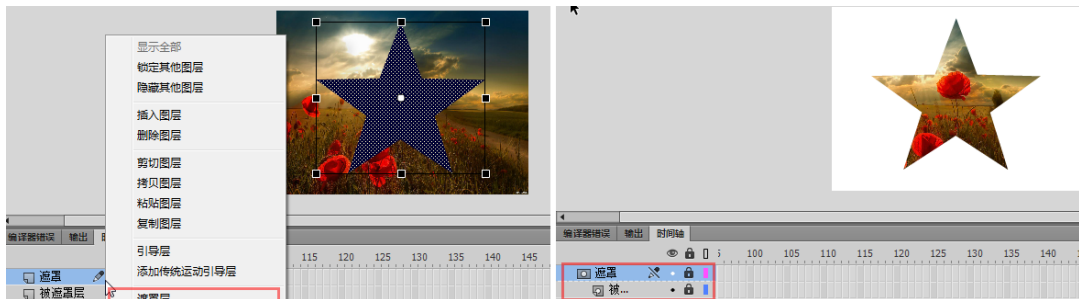 显示全部
锁定其他图层
隐藏其他图层
插入图层
删除图层
剪切图层
拷贝图层
粘贴图层
复制图层
引导层
添加传统运动引导层
遮罩层
编译器错误 输出
115 120 125 130 135 140 145
遮罩
被遮罩层
编译器错误 输出 时间轴
5 100 105 110 115 120 125 130 135 140
遮罩
被...